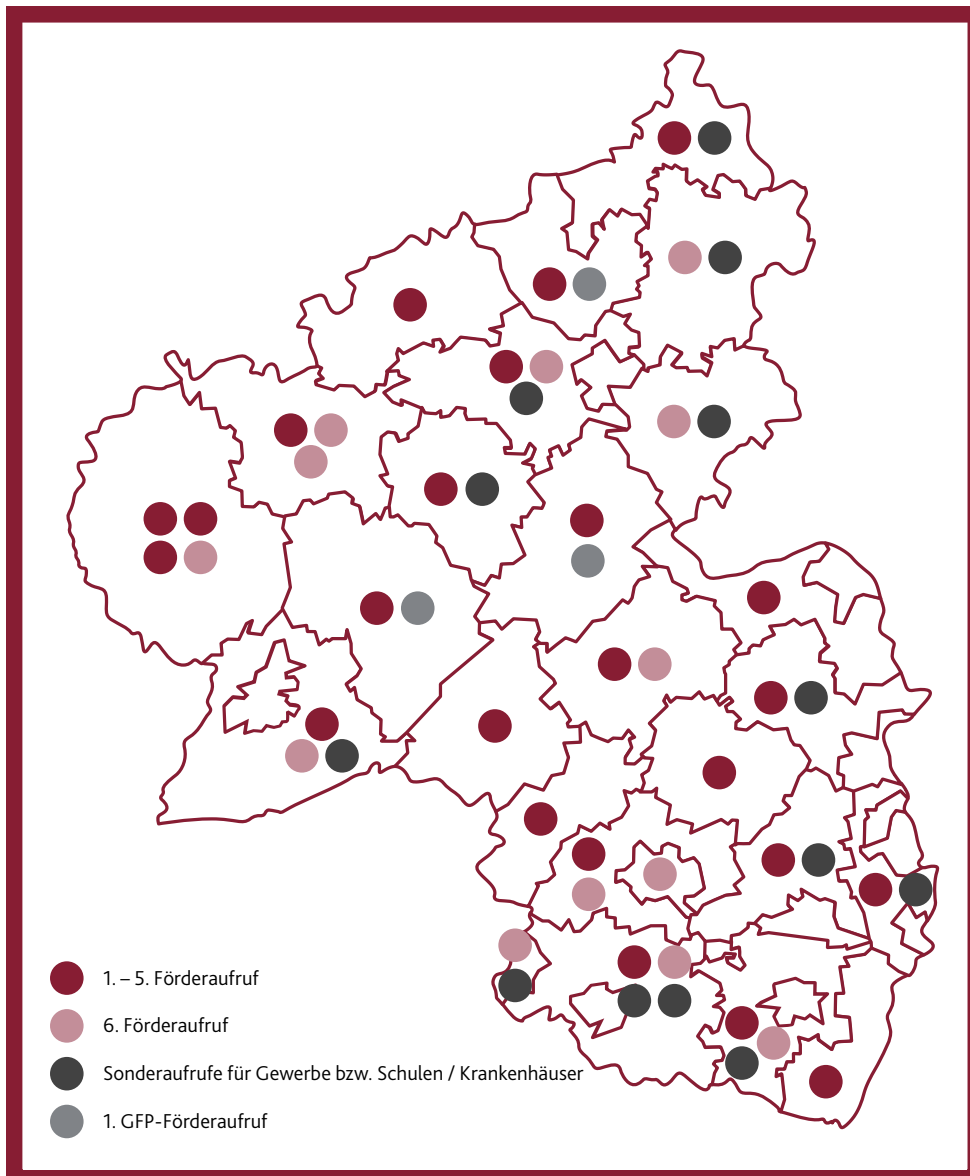 1. – 5. Förderaufruf
6. Förderaufruf
Sonderaufrufe für Gewerbe bzw. Schulen / Krankenhäuser
1. GFP-Förderaufruf